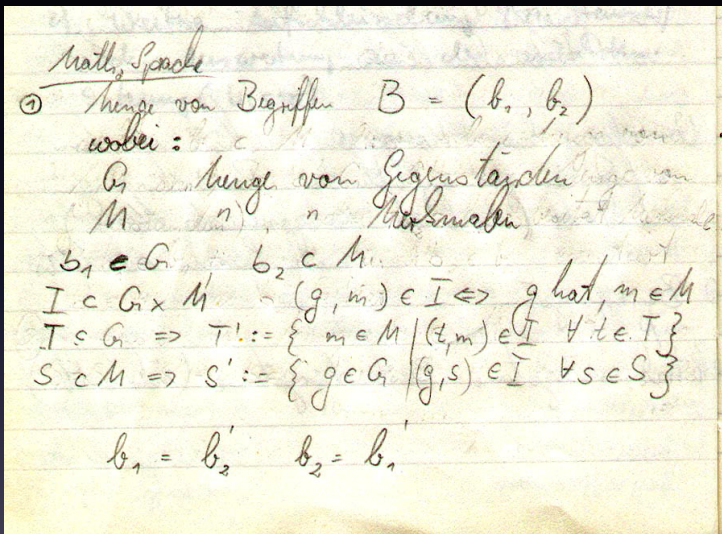 Math. Sprache
① Menge von Begriffen B = (b₁, b₂)
wobei :
G Menge von Gegenständen
M " " Merkmalen
b₁ ⊂ G, b₂ ⊂ M
I ⊂ G × M (g, m) ∈ I ⇔ g hat m ∈ M
T ⊂ G => T' := { m ∈ M | (t, m) ∈ I ∀ t ∈ T }
S ⊂ M => S' := { g ∈ G | (g, s) ∈ I ∀ s ∈ S }
b₁ = b₂' b₂ = b₁'